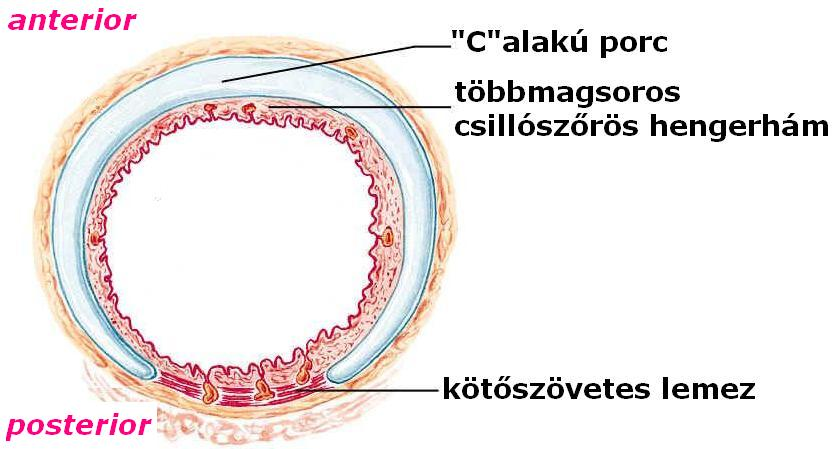 anterior
"C"alakú porc
többmagsoros
csillószőrös hengerhám
kötőszövetes lemez
posterior